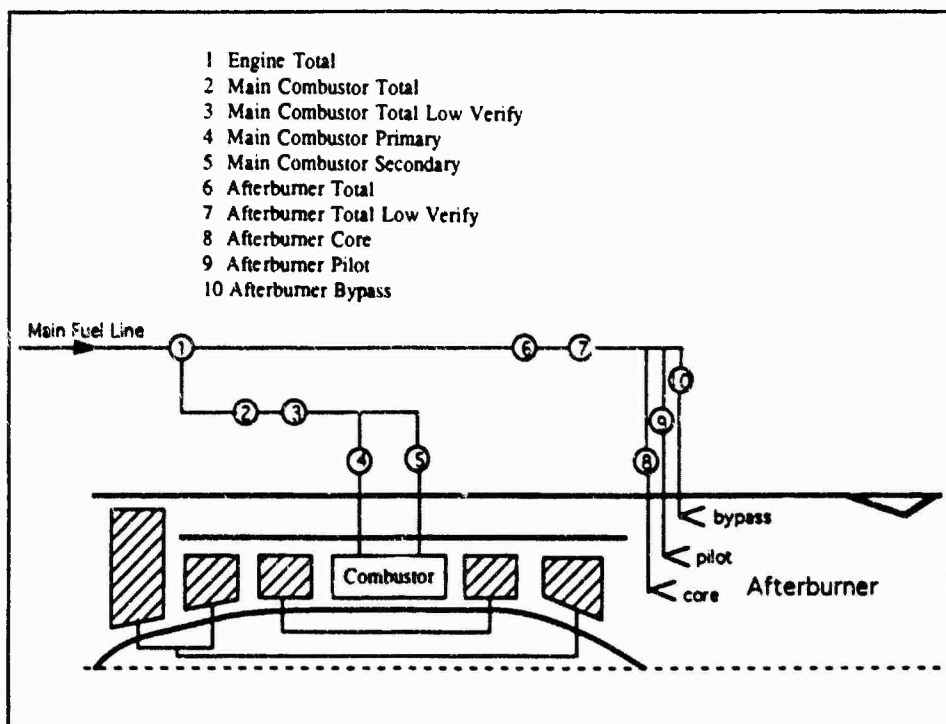 1 Engine Total
2 Main Combustor Total
3 Main Combustor Total Low Verify
4 Main Combustor Primary
5 Main Combustor Secondary
6 Afterburner Total
7 Afterburner Total Low Verify
8 Afterburner Core
9 Afterburner Pilot
10 Afterburner Bypass
Main Fuel Line
1
6
7
10
2
3
9
4
5
8
bypass
pilot
Combustor
core
Afterburner